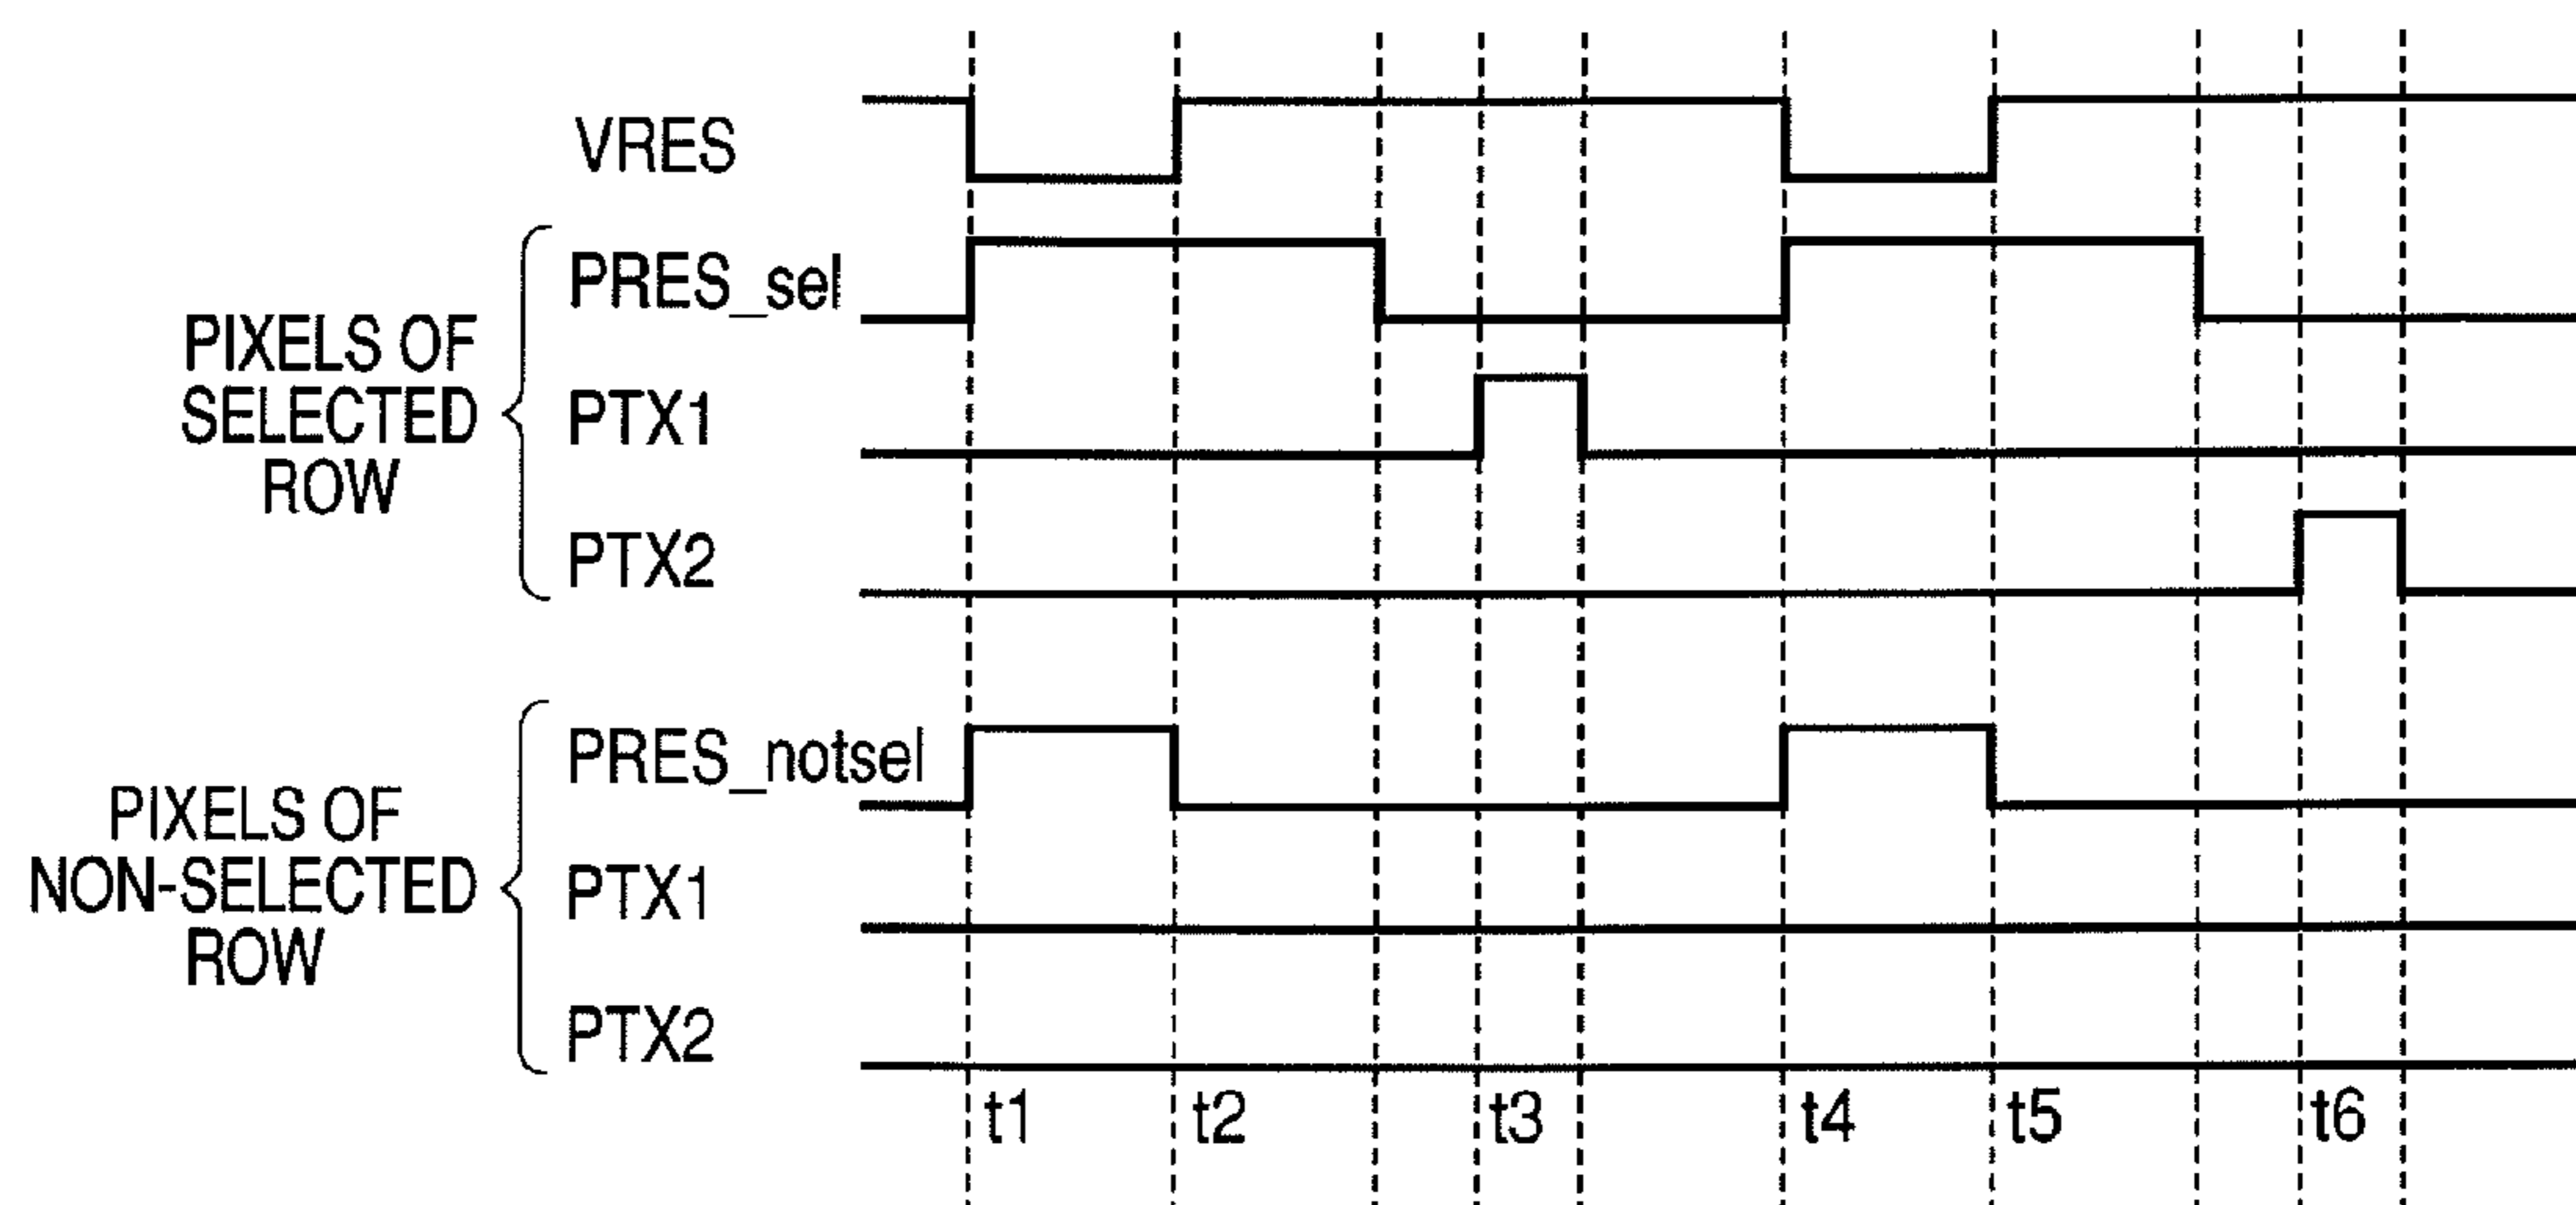 VRES
PIXELS OF
SELECTED
ROW
PRES_sel
PTX1
PTX2
PIXELS OF
NON-SELECTED
ROW
PRES_notsel
PTX1
PTX2
t1 t2 t3 t4 t5 t6